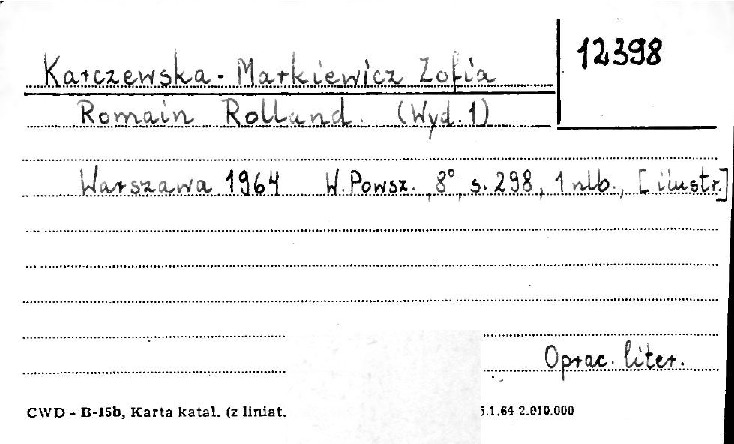 12398
Karczewska-Markiewicz Zofia
Romain Rolland. (Wyd. 1)
Warszawa 1964 W. Powsz., 8°, s. 298, 1 nlb., [ilustr.]
Oprac. liter.
CWD - B-15b, Karta katal. (z liniat. 5.1.64 2.010.000